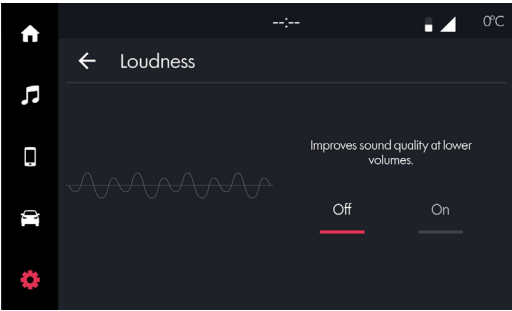 --:--
0°C
Loudness
Improves sound quality at lower
volumes.
Off
On